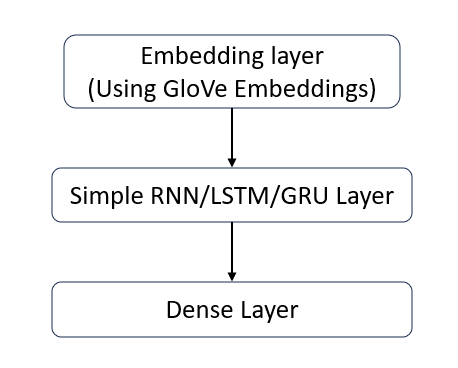 Embedding layer
(Using GloVe Embeddings)
Simple RNN/LSTM/GRU Layer
Dense Layer